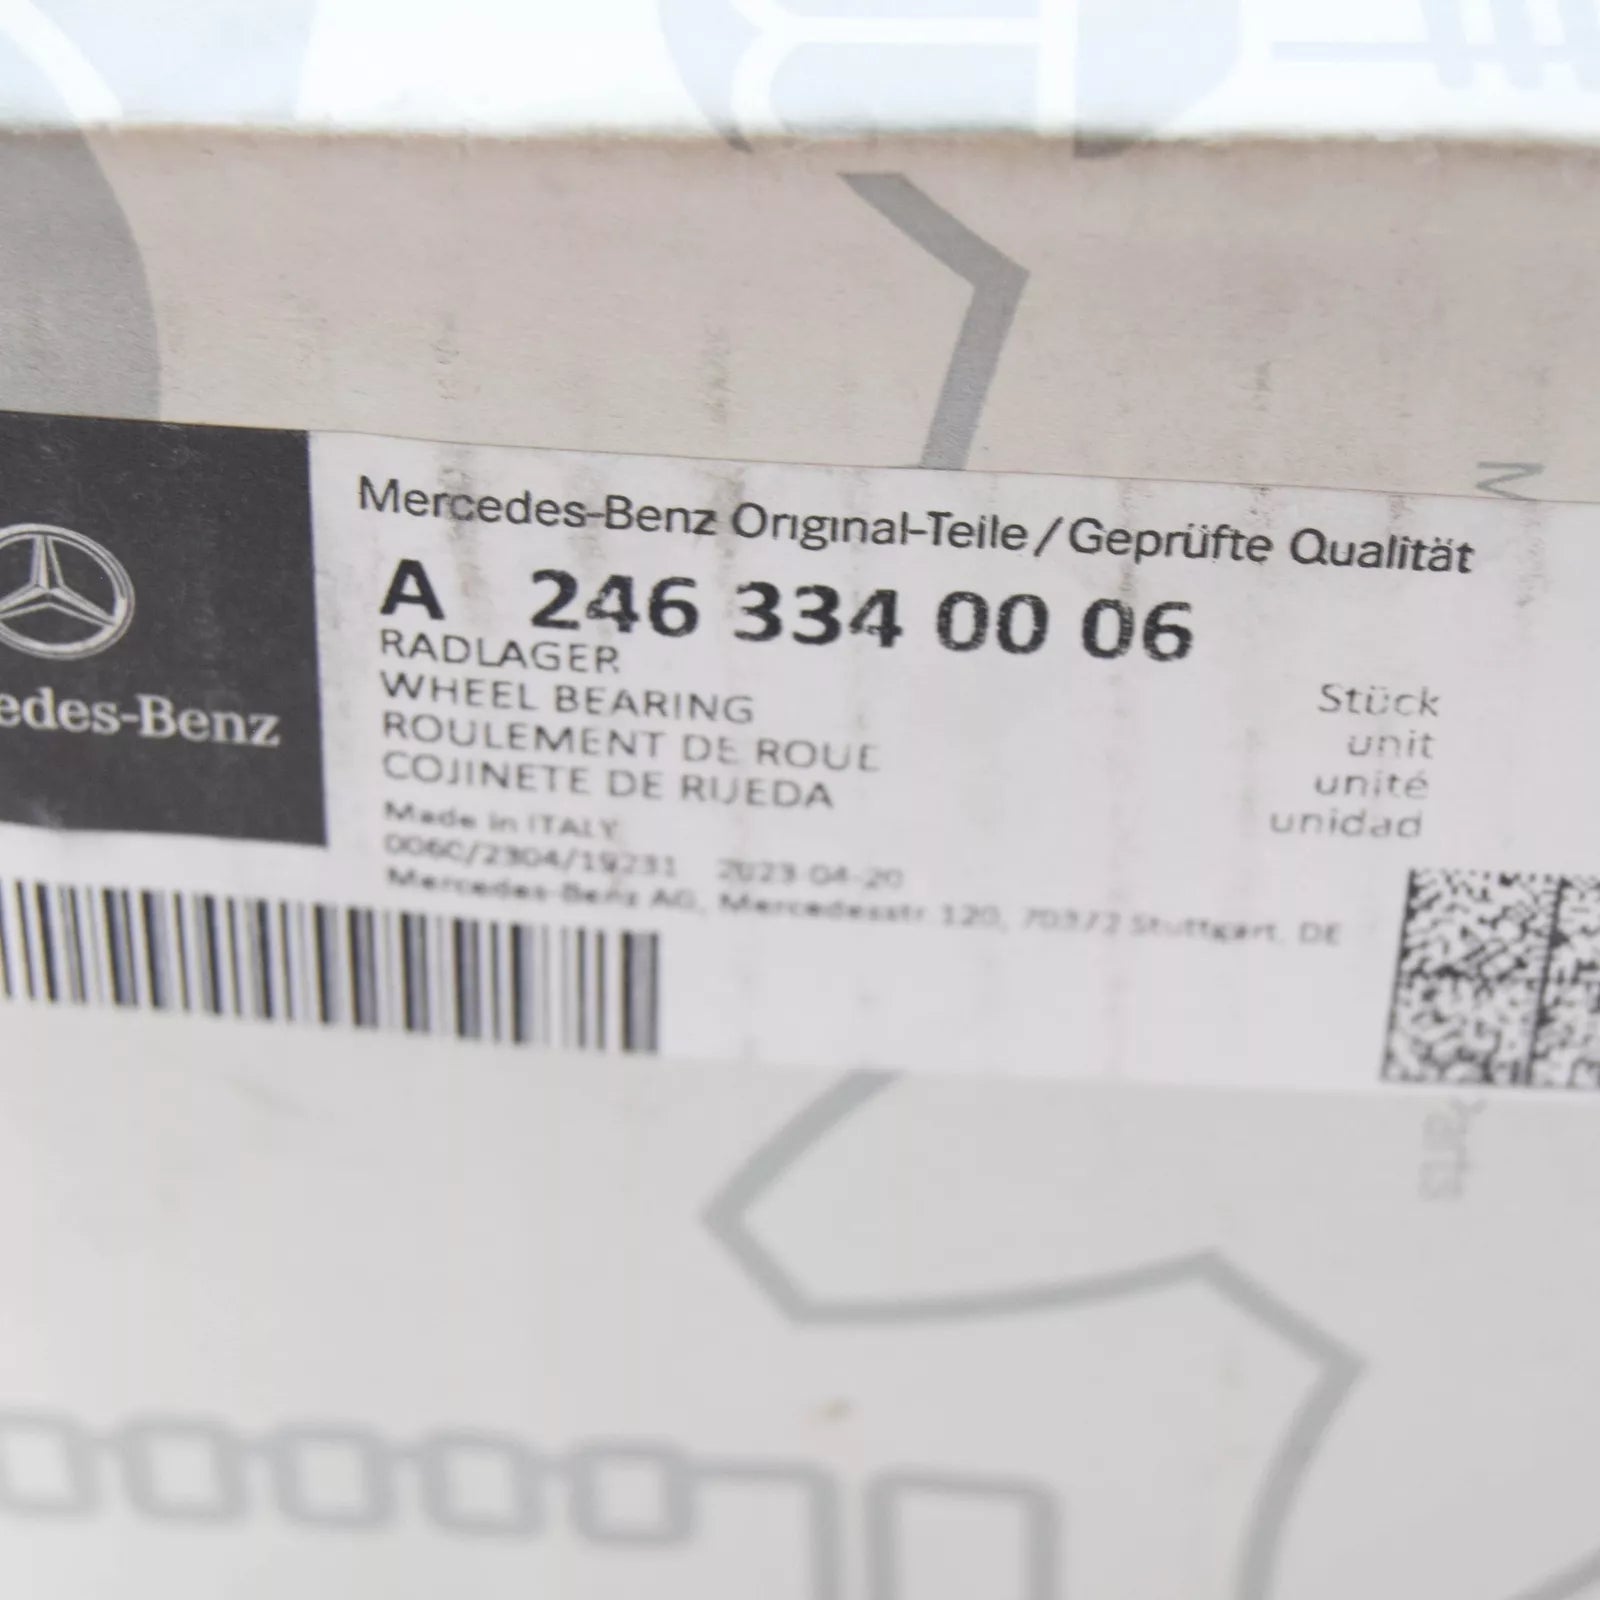 M
Mercedes-Benz Original-Teile/Geprüfte Qualität
A 246 334 00 06
RADLAGER
WHEEL BEARING
ROULEMENT DE ROUE
COJINETE DE RUEDA
Stück
unit
unité
unidad
edes-Benz
Made in ITALY
006C/2304/19231 2023-04-20
Mercedes-Benz AG, Mercedesstr. 120, 70372 Stuttgart, DE
Parts